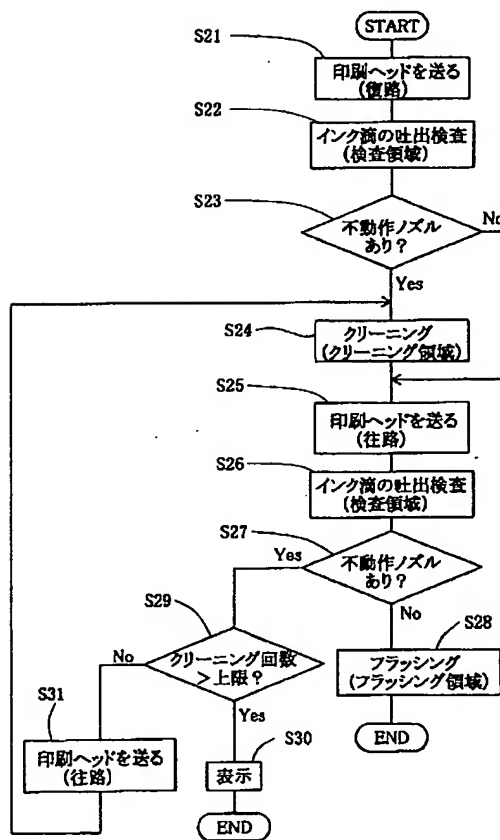 START
S21
印刷ヘッドを送る
(復路)
S22
インク滴の吐出検査
(検査領域)
S23
不動作ノズル
あり?
No
Yes
S24
クリーニング
(クリーニング領域)
S25
印刷ヘッドを送る
(往路)
S26
インク滴の吐出検査
(検査領域)
S27
不動作ノズル
あり?
Yes
No
S28
フラッシング
(フラッシング領域)
END
S29
クリーニング回数
>上限?
No
Yes
S30
表示
END
S31
印刷ヘッドを送る
(往路)